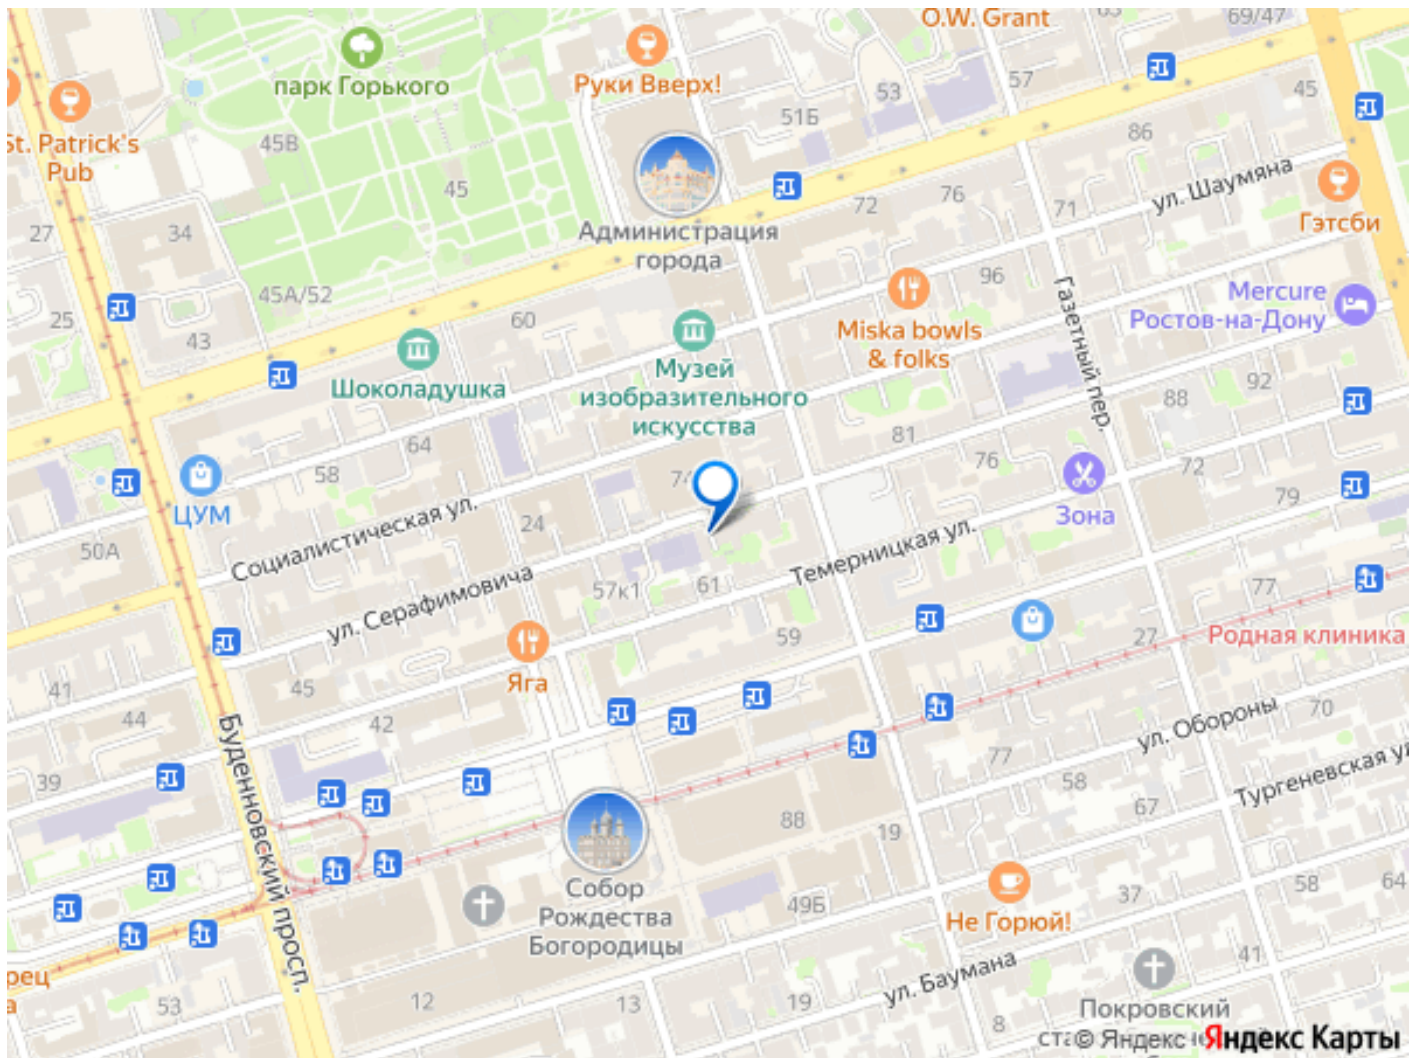 O.W. Grant
63
69/47
парк Горького
Руки Вверх!
57
53
51Б
45
86
St. Patrick's
Pub
45В
45
ул. Шаумяна
76
72
71
Гэтсби
27
34
Администрация
города
96
Газетный пер.
Mercure
Ростов-на-Дону
45А/52
25
43
60
Miska bowls
& folks
Шоколадушка
Музей
изобразительного
искусства
92
88
81
64
58
76
72
74
79
ЦУМ
Социалистическая ул.
24
Зона
50А
Темерницкая ул.
ул. Серафимовича
57к1
61
77
59
27
Родная клиника
Яга
41
45
44
42
Буденновский просп.
ул. Обороны
70
77
58
39
67
Тургеневская
88
19
Собор
Рождества
Богородицы
49Б
37
58
64
Не Горюй!
41
ул. Баумана
53
12
13
19
8
Покровский
© Яндекс
Яндекс Карты